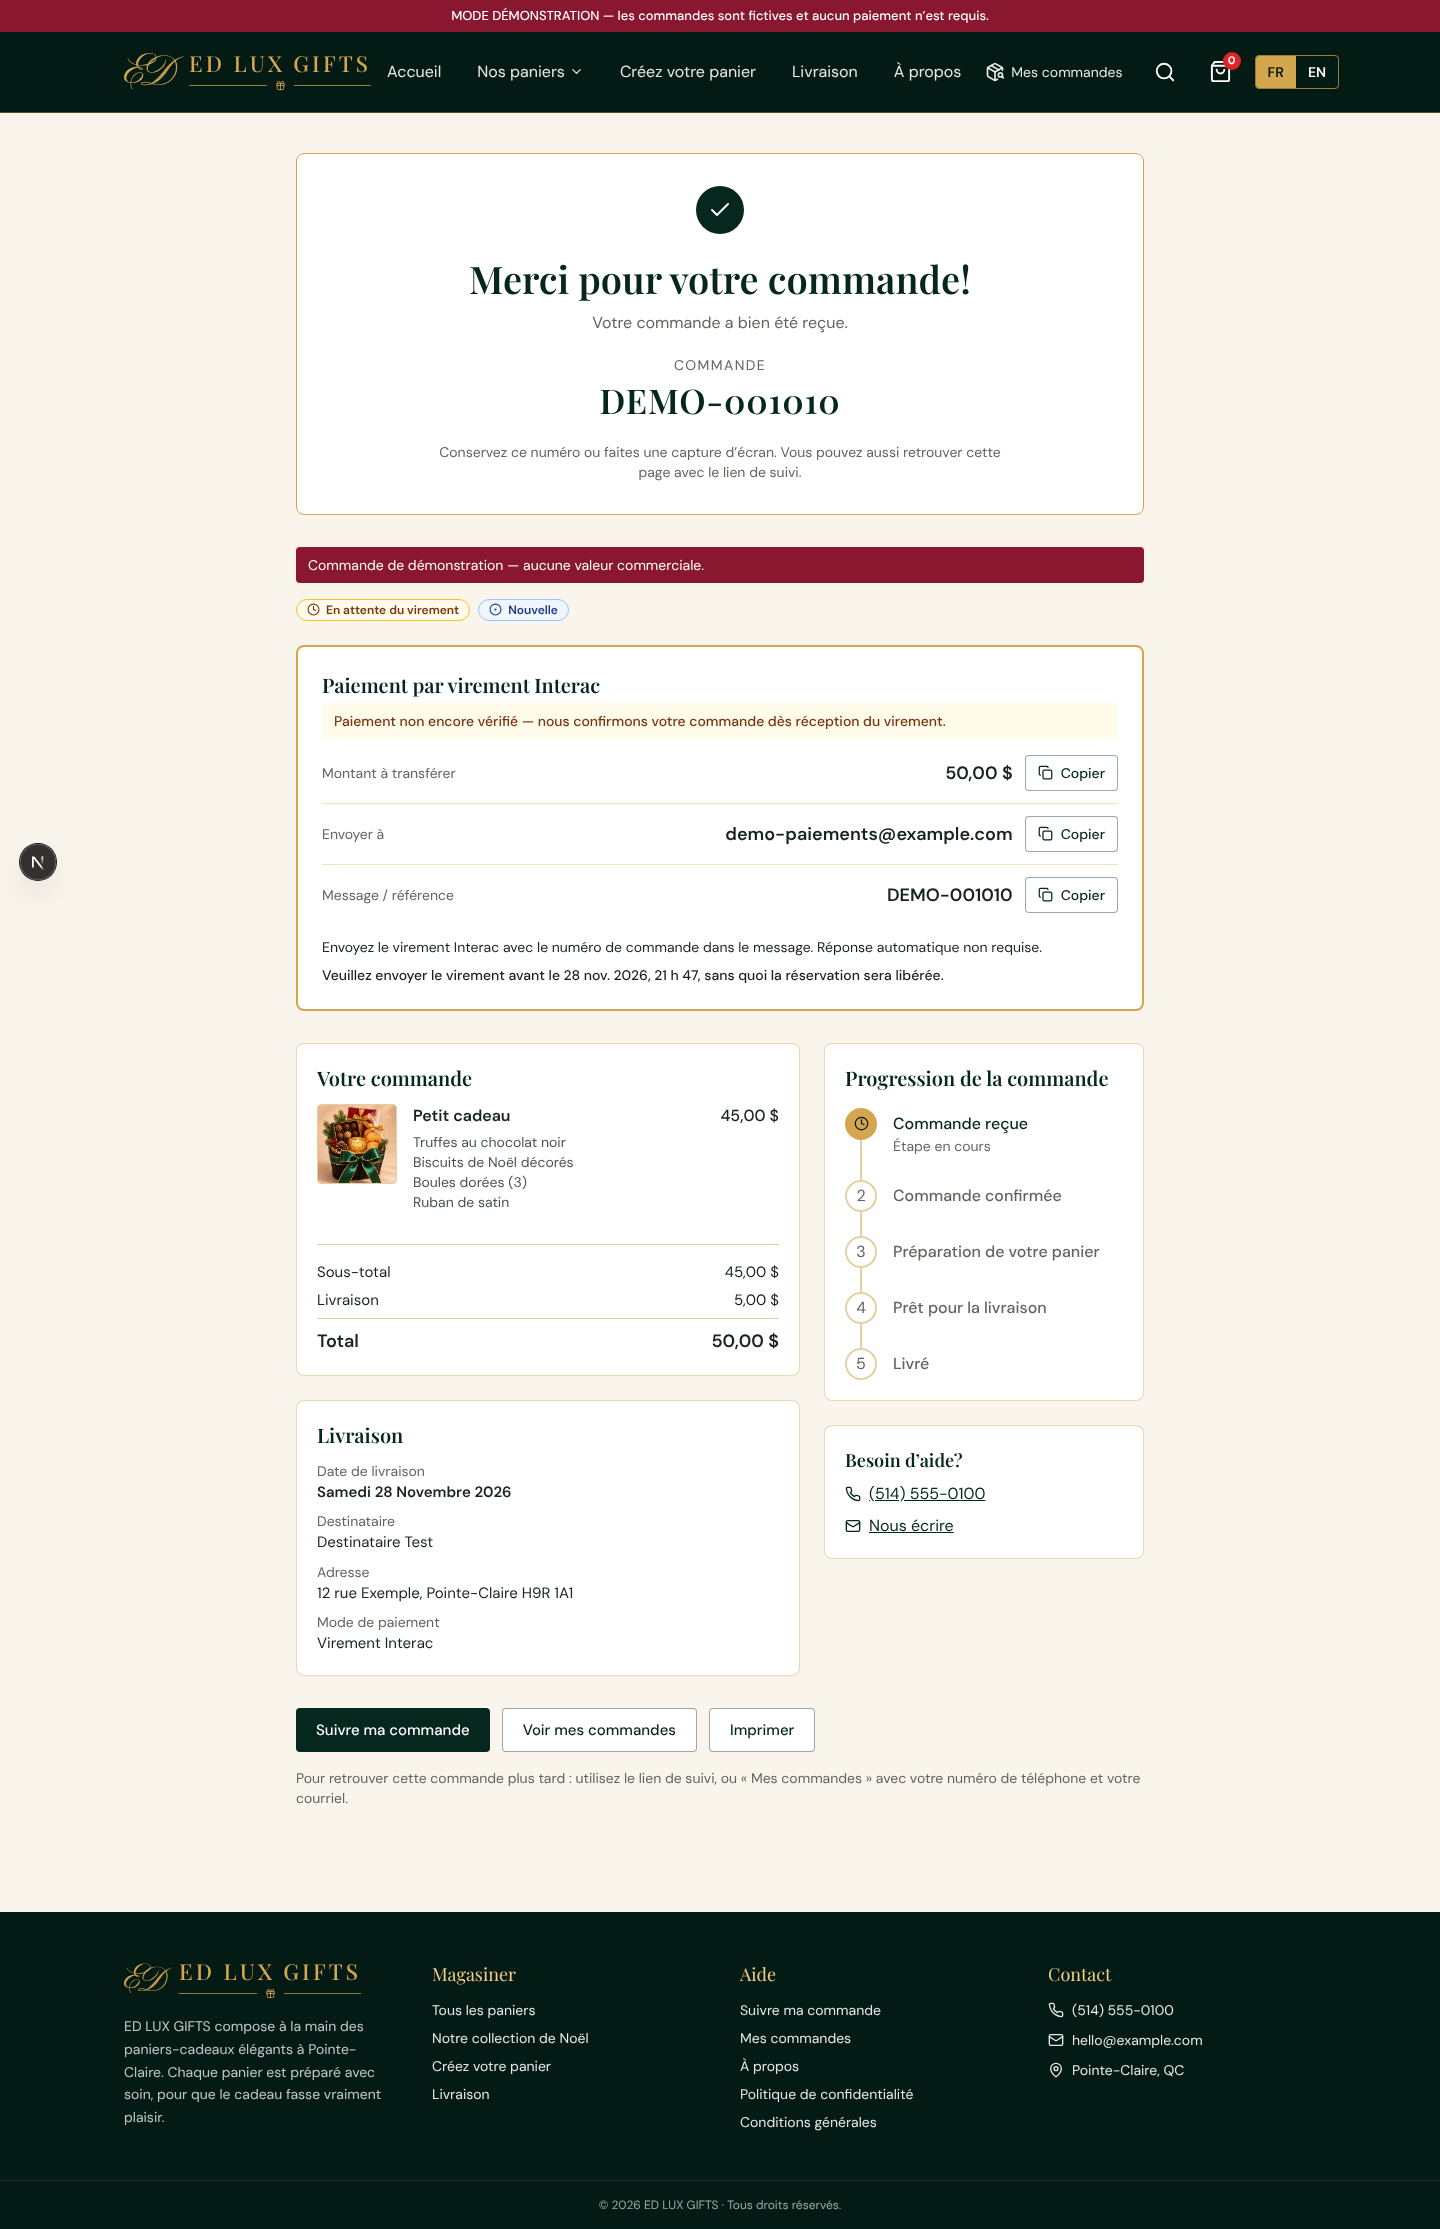 MODE DÉMONSTRATION — les commandes sont fictives et aucun paiement n’est requis.
ED LUX GIFTS
Accueil
Nos paniers
Créez votre panier
Livraison
À propos
Mes commandes
0
FR
EN
Merci pour votre commande!
Votre commande a bien été reçue.
COMMANDE
DEMO-001010
Conservez ce numéro ou faites une capture d’écran. Vous pouvez aussi retrouver cette
page avec le lien de suivi.
Commande de démonstration — aucune valeur commerciale.
En attente du virement
Nouvelle
Paiement par virement Interac
Paiement non encore vérifié — nous confirmons votre commande dès réception du virement.
Montant à transférer
50,00 $
Copier
Envoyer à
demo-paiements@example.com
Copier
Message / référence
DEMO-001010
Copier
Envoyez le virement Interac avec le numéro de commande dans le message. Réponse automatique non requise.
Veuillez envoyer le virement avant le 28 nov. 2026, 21 h 47, sans quoi la réservation sera libérée.
Votre commande
Petit cadeau
45,00 $
Truffes au chocolat noir
Biscuits de Noël décorés
Boules dorées (3)
Ruban de satin
Sous-total
45,00 $
Livraison
5,00 $
Total
50,00 $
Progression de la commande
Commande reçue
Étape en cours
2
Commande confirmée
3
Préparation de votre panier
4
Prêt pour la livraison
5
Livré
Livraison
Date de livraison
Samedi 28 Novembre 2026
Destinataire
Destinataire Test
Adresse
12 rue Exemple, Pointe-Claire H9R 1A1
Mode de paiement
Virement Interac
Besoin d’aide?
(514) 555-0100
Nous écrire
Suivre ma commande
Voir mes commandes
Imprimer
Pour retrouver cette commande plus tard : utilisez le lien de suivi, ou « Mes commandes » avec votre numéro de téléphone et votre
courriel.
ED LUX GIFTS
ED LUX GIFTS compose à la main des
paniers-cadeaux élégants à Pointe-
Claire. Chaque panier est préparé avec
soin, pour que le cadeau fasse vraiment
plaisir.
Magasiner
Tous les paniers
Notre collection de Noël
Créez votre panier
Livraison
Aide
Suivre ma commande
Mes commandes
À propos
Politique de confidentialité
Conditions générales
Contact
(514) 555-0100
hello@example.com
Pointe-Claire, QC
© 2026 ED LUX GIFTS · Tous droits réservés.